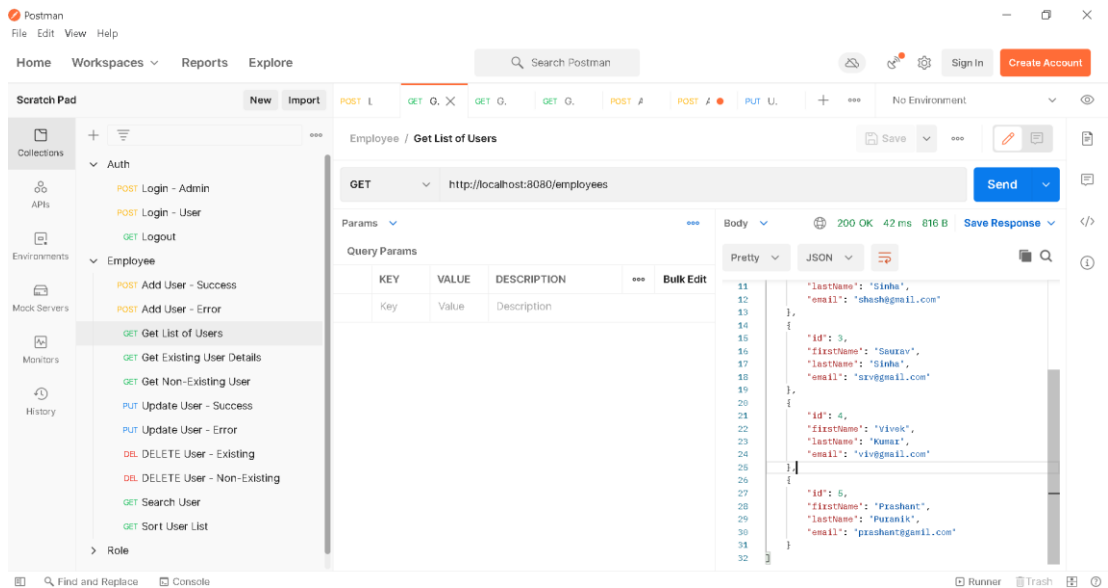 Postman
File Edit View Help
Home Workspaces Reports Explore
Search Postman
Sign In
Create Account
Scratch Pad
New
Import
POST L
GET G.
GET G.
GET G.
POST A
POST A
PUT U.
No Environment
Collections
APIs
Environments
Mock Servers
Monitors
History
Auth
POST Login - Admin
POST Login - User
GET Logout
Employee
POST Add User - Success
POST Add User - Error
GET Get List of Users
GET Get Existing User Details
GET Get Non-Existing User
PUT Update User - Success
PUT Update User - Error
DEL DELETE User - Existing
DEL DELETE User - Non-Existing
GET Search User
GET Sort User List
Role
Employee / Get List of Users
Save
GET
http://localhost:8080/employees
Send
Params
Query Params
KEY VALUE DESCRIPTION Bulk Edit
Key Value Description
Body 200 OK 42 ms 816 B Save Response
Pretty JSON
11 "lastName": "Sinha",
12 "email": "shash@gmail.com"
13 },
14 {
15 "id": 3,
16 "firstName": "Saurav",
17 "lastName": "Sinha",
18 "email": "srv@gmail.com"
19 },
20 {
21 "id": 4,
22 "firstName": "Vivek",
23 "lastName": "Kumar",
24 "email": "viv@gmail.com"
25 },
26 {
27 "id": 5,
28 "firstName": "Prashant",
29 "lastName": "Puranik",
30 "email": "prashant@gamil.com"
31 }
32 ]
Find and Replace Console
Runner Trash